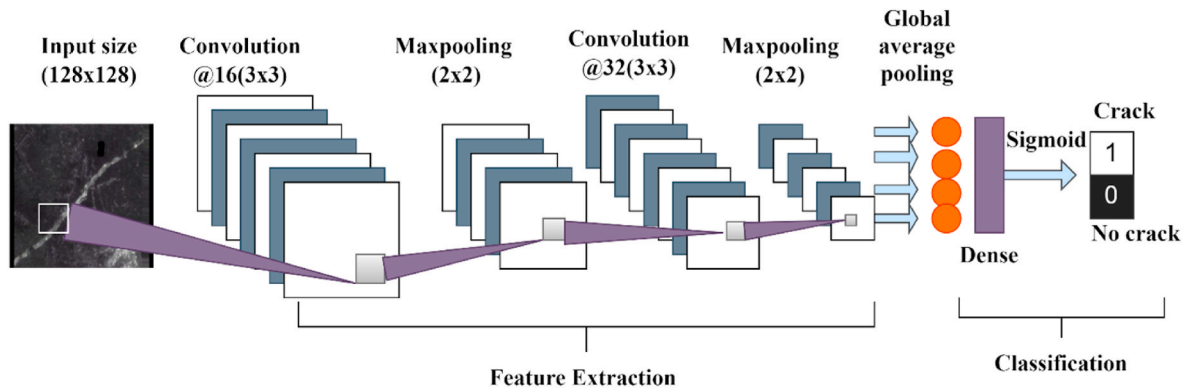 Input size
(128x128)
Convolution
@16(3x3)
Maxpooling
(2x2)
Convolution
@32(3x3)
Maxpooling
(2x2)
Global
average
pooling
Crack
Sigmoid
1
0
No crack
Dense
Feature Extraction
Classification